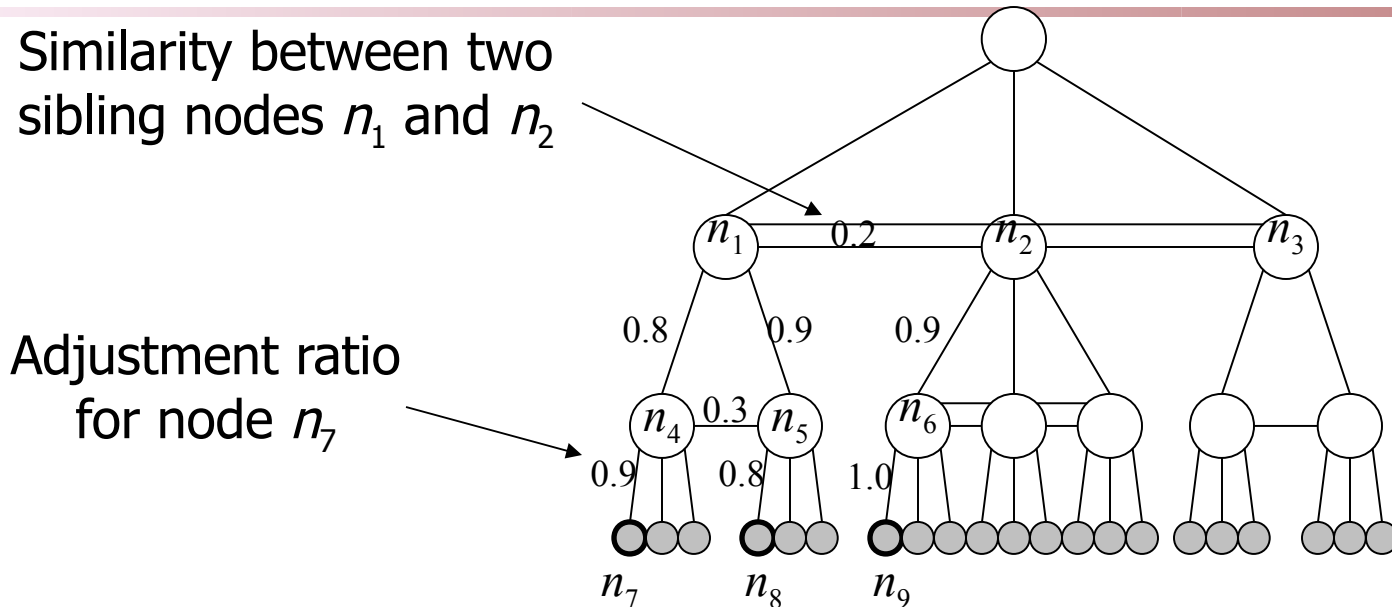 Similarity between two
sibling nodes n₁ and n₂
n₁ 0.2 n₂ n₃
Adjustment ratio
for node n₇
0.8 0.9 0.9
n₄ 0.3 n₅ n₆
0.9 0.8 1.0
n₇ n₈ n₉